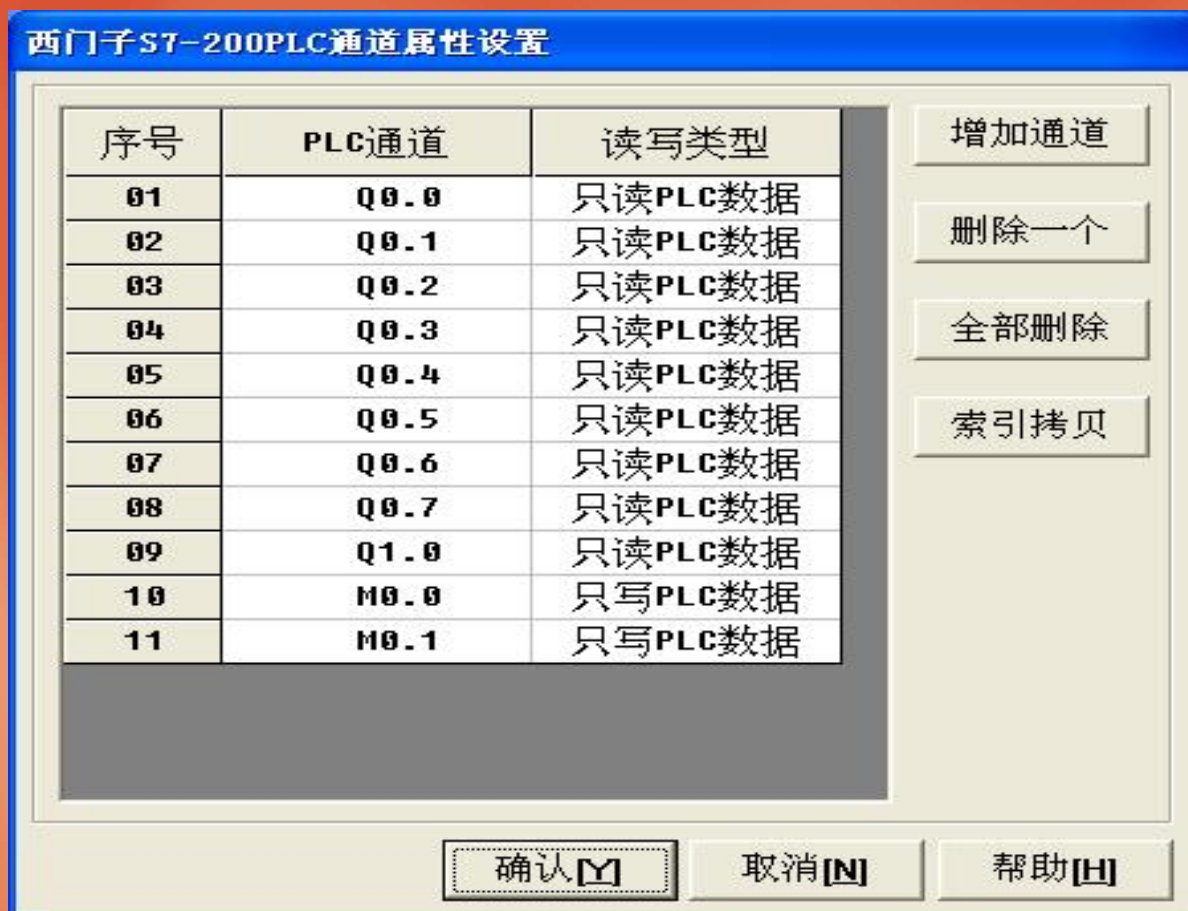 西门子S7-200PLC通道属性设置
序号 PLC通道 读写类型
01 Q0.0 只读PLC数据
02 Q0.1 只读PLC数据
03 Q0.2 只读PLC数据
04 Q0.3 只读PLC数据
05 Q0.4 只读PLC数据
06 Q0.5 只读PLC数据
07 Q0.6 只读PLC数据
08 Q0.7 只读PLC数据
09 Q1.0 只读PLC数据
10 M0.0 只写PLC数据
11 M0.1 只写PLC数据
增加通道
删除一个
全部删除
索引拷贝
确认[Y] 取消[N] 帮助[H]